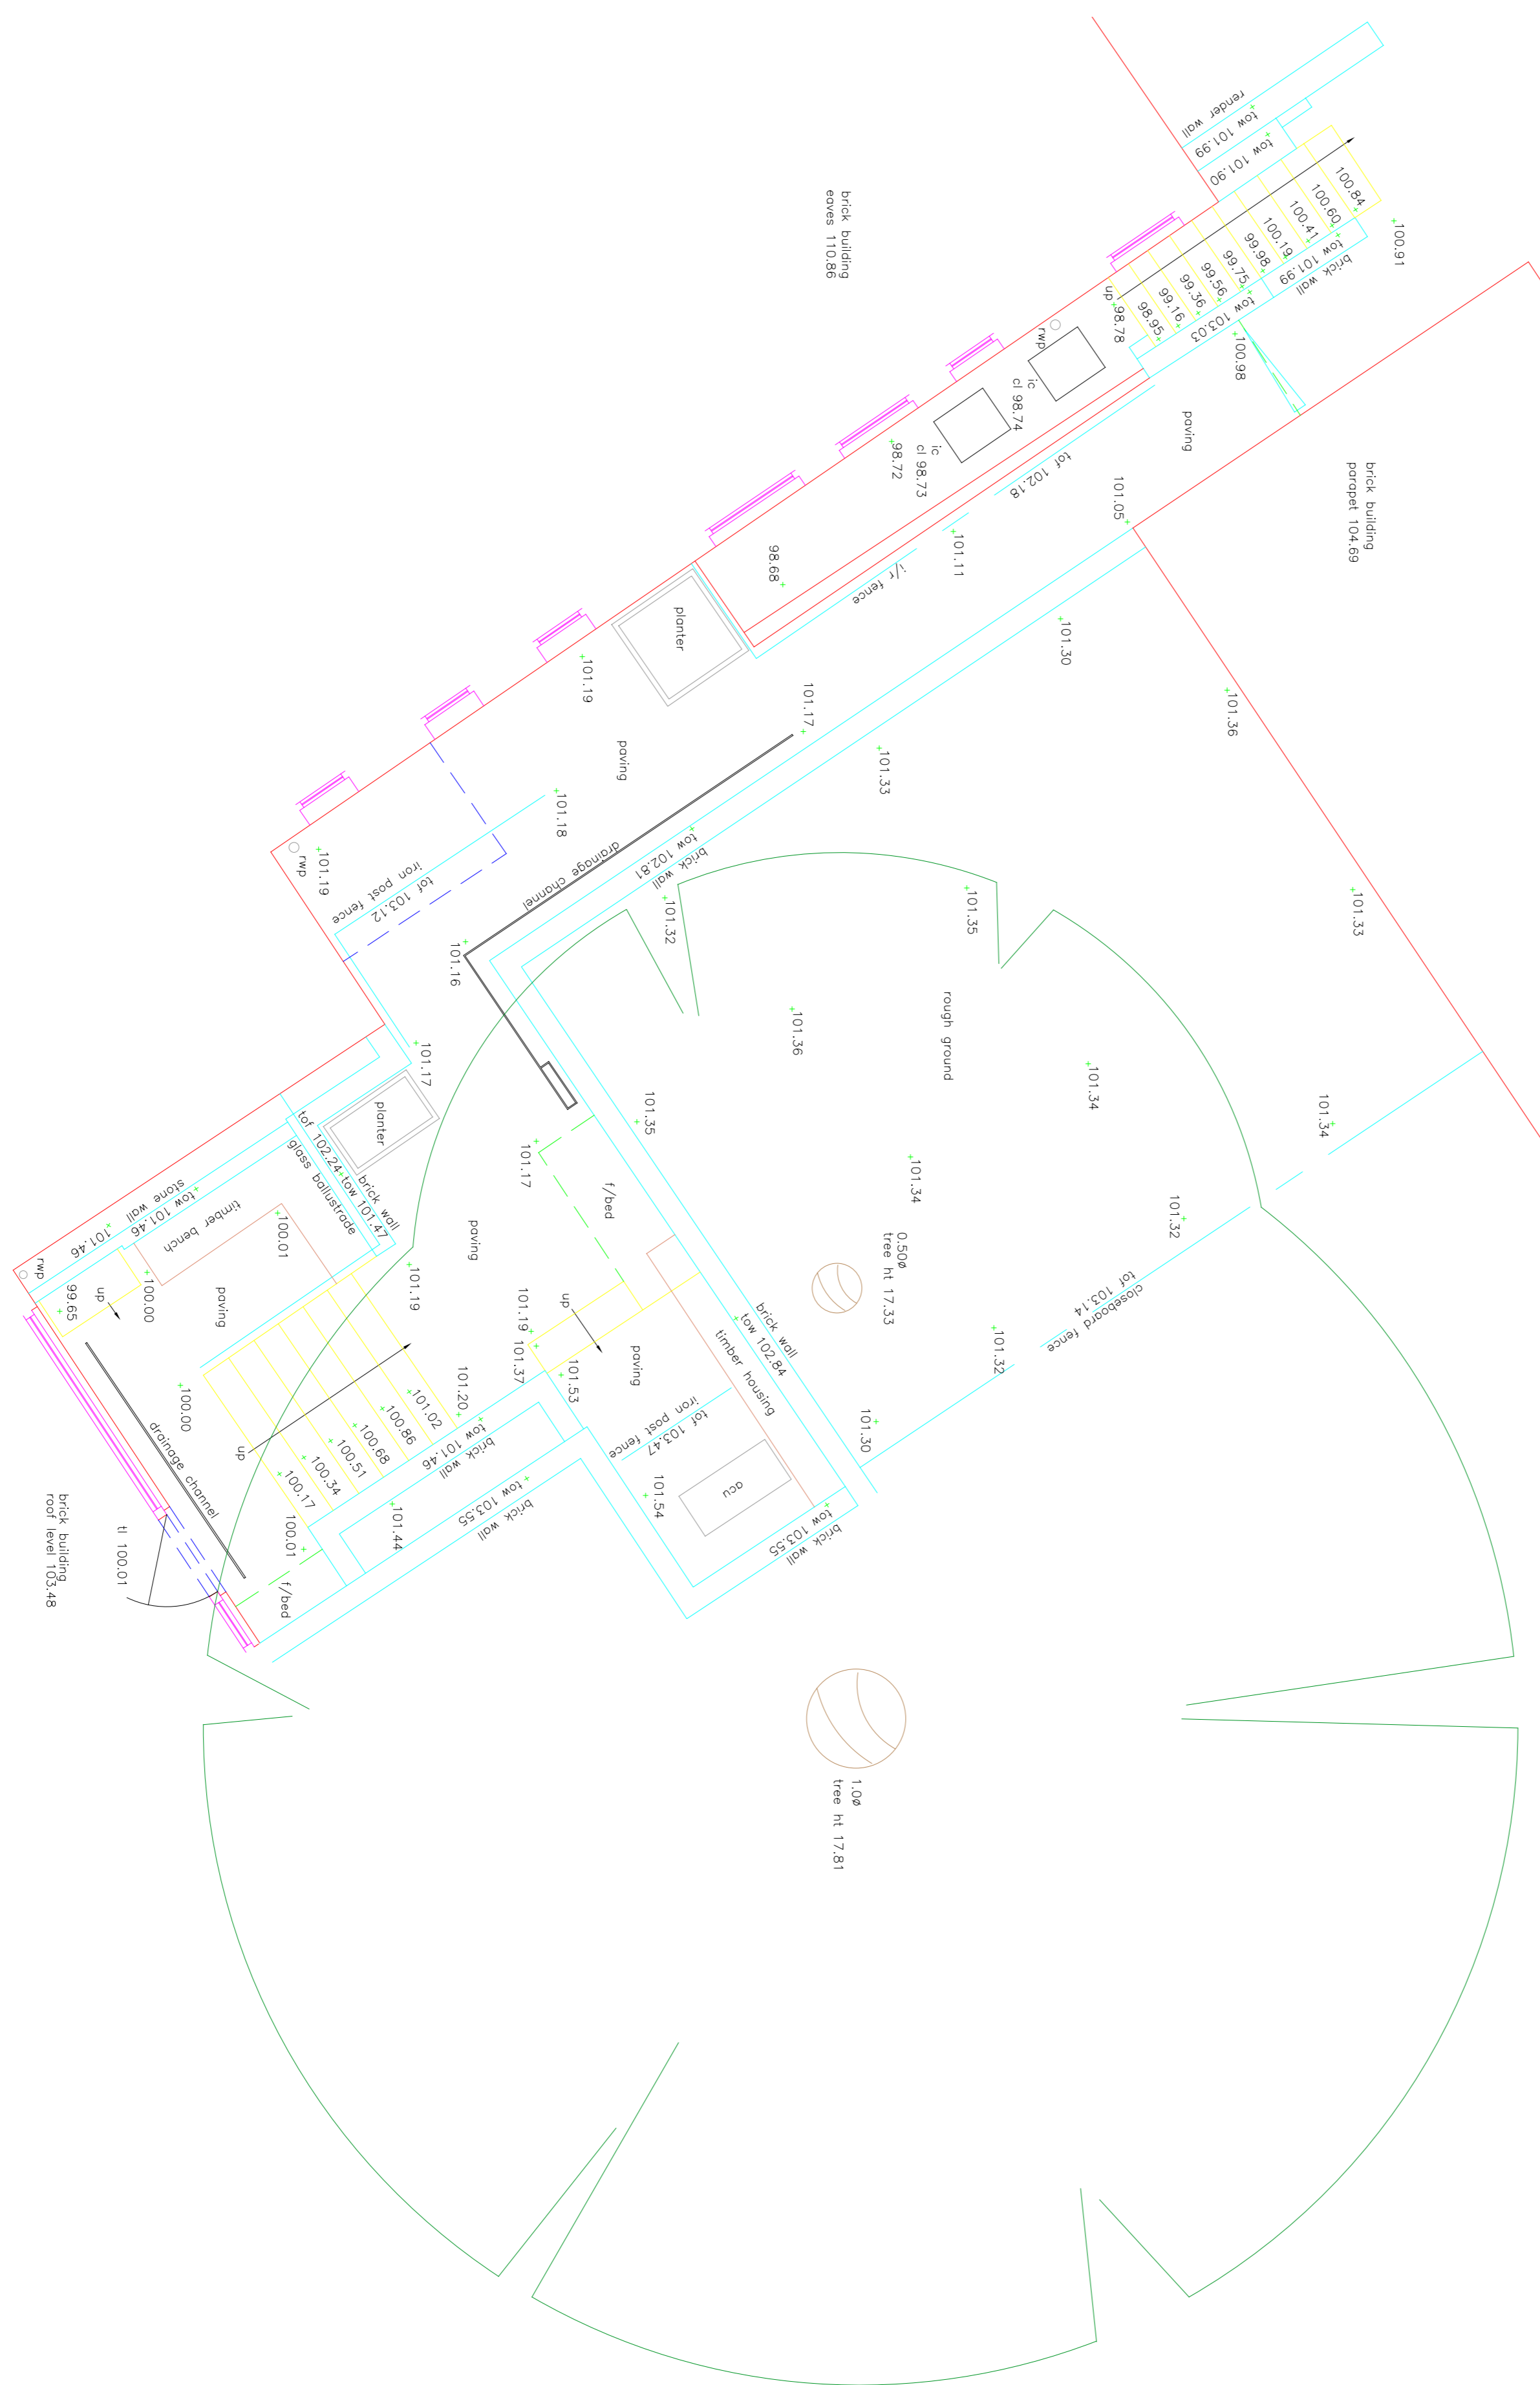 render wall
tow 101.99
tow 101.90
100.84
100.60
100.41
100.19
99.98
99.75
99.56
99.36
99.16
98.95
up
98.78
100.91
brick wall
tow 101.99
tow 103.03
100.98
brick building
eaves 110.86
rwp
ic
cl 98.74
ic
cl 98.73
98.72
paving
brick building
parapet 104.69
tof 102.18
101.05
101.11
i/r fence
98.68
planter
101.19
101.30
101.36
101.17
paving
101.33
101.18
drainage channel
tow 102.81
brick wall
101.19
rwp
tof 103.12
iron post fence
101.32
101.35
101.33
101.16
101.36
rough ground
101.17
101.34
101.35
101.34
planter
101.17
f/bed
101.34
101.32
tof 102.24
tow 101.47
brick wall
glass ballustrade
stone wall
tow 101.46
101.46
timber bench
100.01
paving
0.50ø
tree ht 17.33
rwp
99.65
up
100.00
paving
101.19
101.19
up
101.37
101.53
paving
brick wall
tow 102.84
timber housing
tof 103.14
closeboard fence
101.32
100.00
drainage channel
up
101.20
101.02
100.86
100.68
100.51
100.34
100.17
tow 101.46
brick wall
tof 103.47
iron post fence
101.30
acu
101.54
tow 103.55
brick wall
tow 103.55
brick wall
101.44
100.01
f/bed
tl 100.01
brick building
roof level 103.48
1.0ø
tree ht 17.81